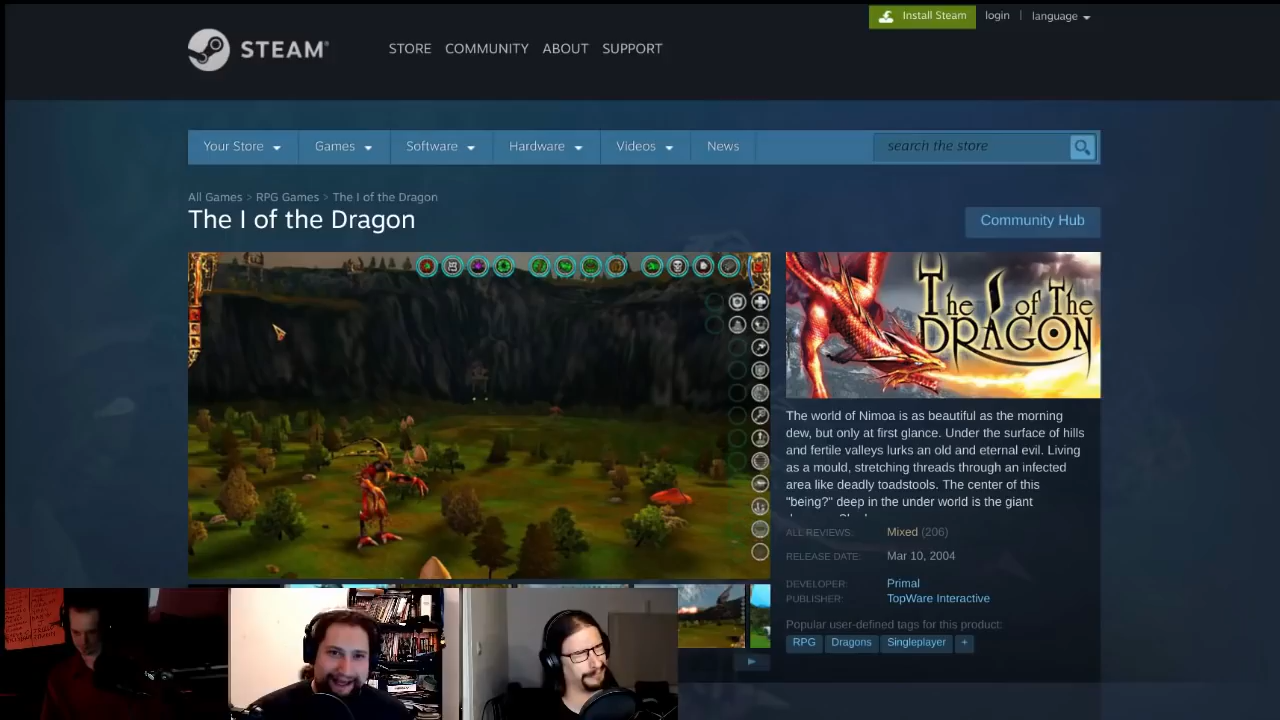 Install Steam
login
language
STEAM®
STORE
COMMUNITY
ABOUT
SUPPORT
Your Store
Games
Software
Hardware
Videos
News
search the store
All Games > RPG Games > The I of the Dragon
The I of the Dragon
Community Hub
The I of The
DRAGON
The world of Nimoa is as beautiful as the morning
dew, but only at first glance. Under the surface of hills
and fertile valleys lurks an old and eternal evil. Living
as a mould, stretching threads through an infected
area like deadly toadstools. The center of this
"being?" deep in the under world is the giant
ALL REVIEWS: Mixed (206)
RELEASE DATE: Mar 10, 2004
DEVELOPER: Primal
PUBLISHER: TopWare Interactive
Popular user-defined tags for this product:
RPG
Dragons
Singleplayer
+